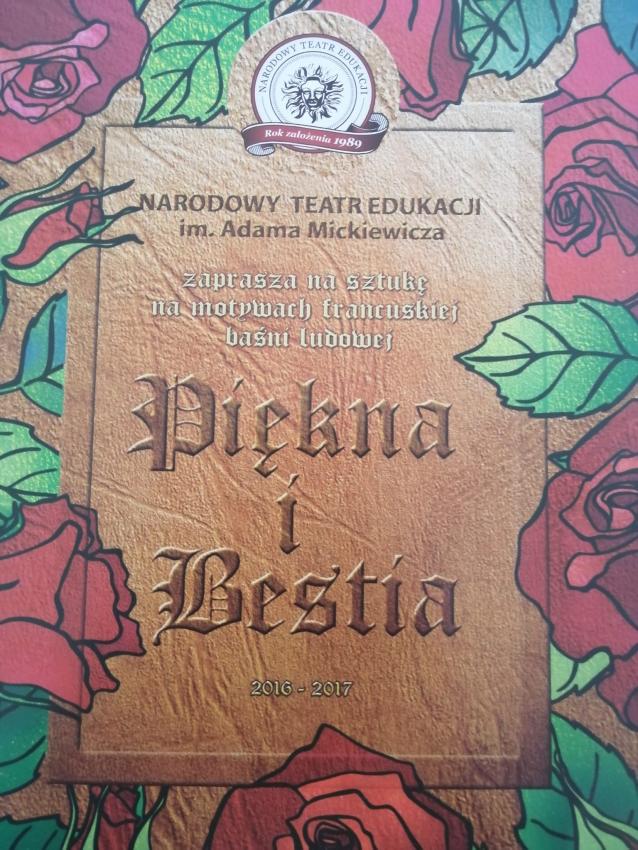 NARODOWY TEATR EDUKACJI
Rok założenia 1989
NARODOWY TEATR EDUKACJI
im. Adama Mickiewicza
zaprasza na sztukę
na motywach francuskiej
baśni ludowej
Piękna
i
Bestia
2016 - 2017